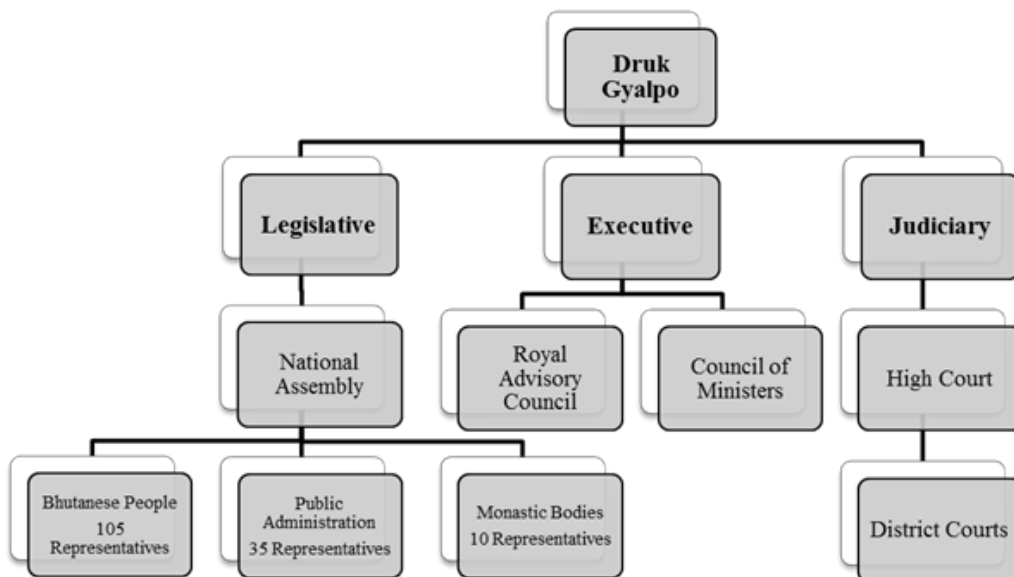 Druk
Gyalpo
Legislative
Executive
Judiciary
National
Assembly
Royal
Advisory
Council
Council of
Ministers
High Court
Bhutanese People
105
Representatives
Public
Administration
35 Representatives
Monastic Bodies
10 Representatives
District Courts